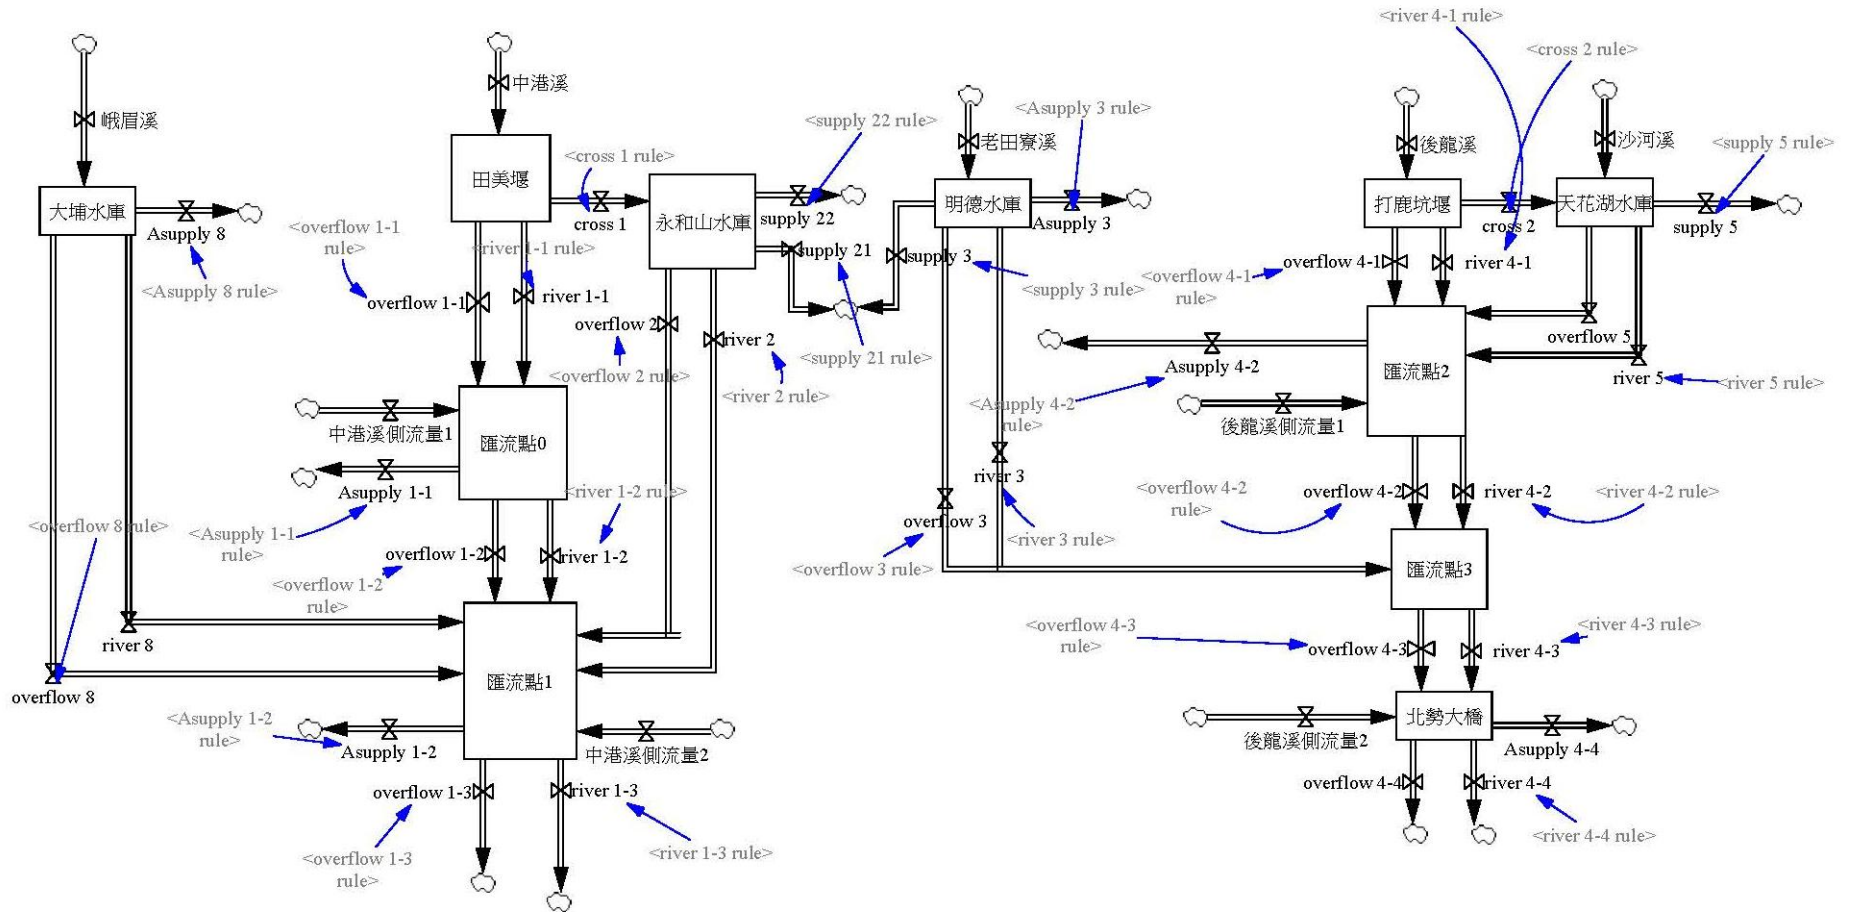 <river 4-1 rule>
<cross 2 rule>
中港溪
峨眉溪
<supply 22 rule>
<Asupply 3 rule>
老田寮溪
後龍溪
沙河溪
<supply 5 rule>
<cross 1 rule>
田美堰
大埔水庫
Asupply 8
<Asupply 8 rule>
cross 1
永和山水庫
supply 22
supply 21
明德水庫
Asupply 3
supply 3
<supply 3 rule>
打鹿坑堰
cross 2
天花湖水庫
supply 5
<overflow 1-1
rule>
<river 1-1 rule>
overflow 1-1
river 1-1
overflow 2
river 2
<overflow 2 rule>
<river 2 rule>
<supply 21 rule>
<overflow 4-1
rule>
overflow 4-1
river 4-1
overflow 5
river 5
<river 5 rule>
Asupply 4-2
<Asupply 4-2
rule>
匯流點2
後龍溪側流量1
中港溪側流量1
匯流點0
Asupply 1-1
<Asupply 1-1
rule>
<river 1-2 rule>
overflow 1-2
river 1-2
<overflow 1-2
rule>
<overflow 8 rule>
river 8
overflow 8
river 3
overflow 3
<river 3 rule>
<overflow 3 rule>
<overflow 4-2
rule>
overflow 4-2
river 4-2
<river 4-2 rule>
匯流點3
<overflow 4-3
rule>
overflow 4-3
river 4-3
<river 4-3 rule>
匯流點1
<Asupply 1-2
rule>
Asupply 1-2
中港溪側流量2
overflow 1-3
river 1-3
<overflow 1-3
rule>
<river 1-3 rule>
北勢大橋
後龍溪側流量2
Asupply 4-4
overflow 4-4
river 4-4
<river 4-4 rule>